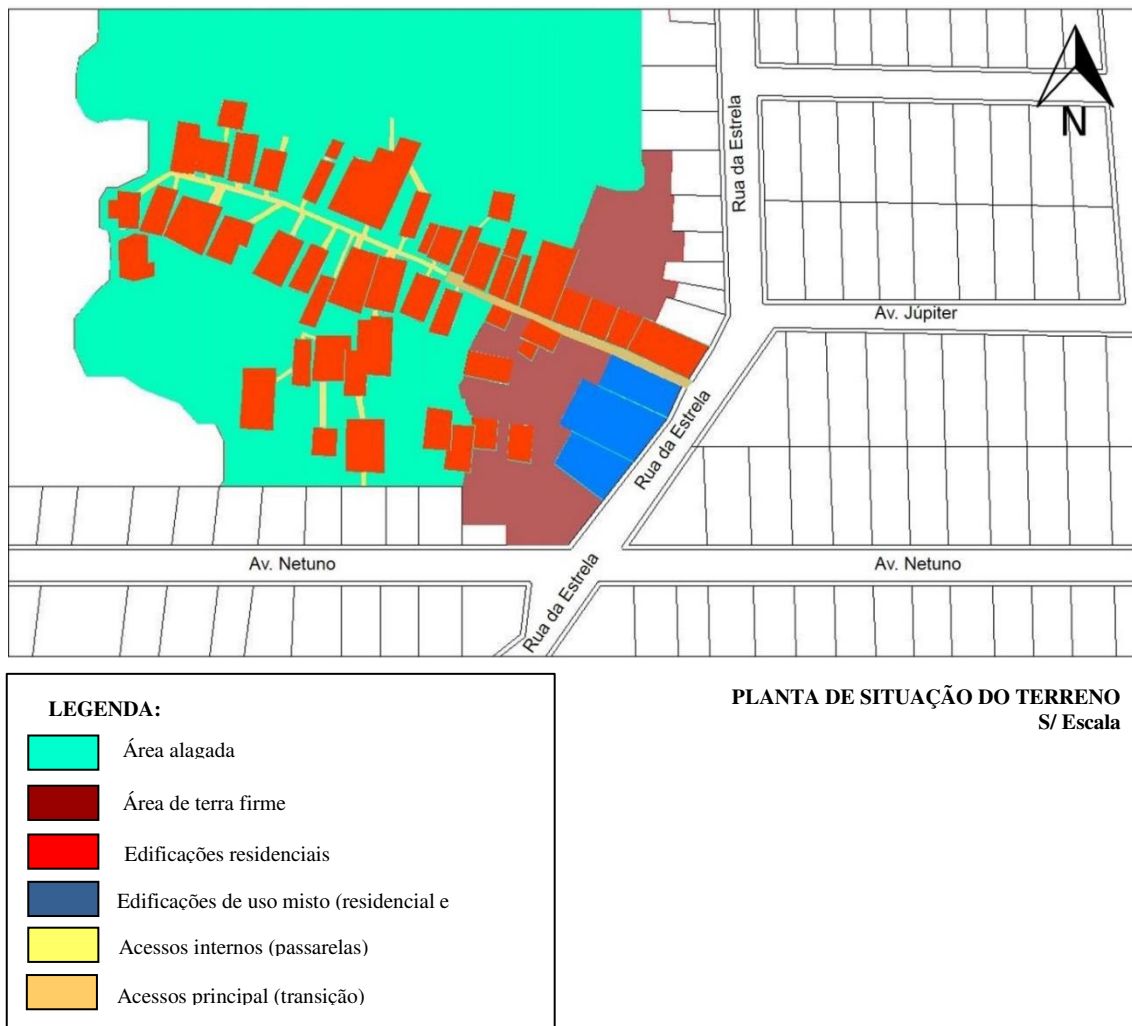 N
Rua da Estrela
Av. Júpiter
Rua da Estrela
Av. Netuno
Av. Netuno
Rua da Estrela
PLANTA DE SITUAÇÃO DO TERRENO
S/ Escala
LEGENDA:
Área alagada
Área de terra firme
Edificações residenciais
Edificações de uso misto (residencial e
Acessos internos (passarelas)
Acessos principal (transição)